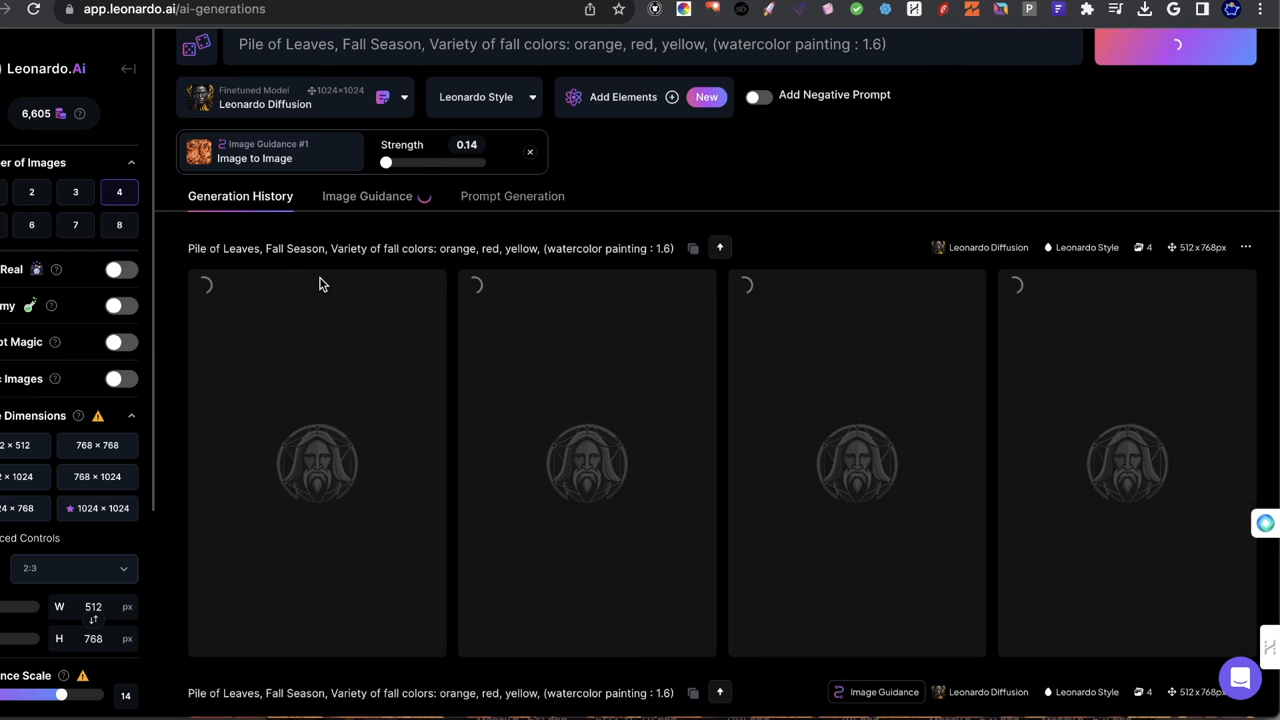 app.leonardo.ai/ai-generations
Pile of Leaves, Fall Season, Variety of fall colors: orange, red, yellow, (watercolor painting : 1.6)
Leonardo.Ai
6,605
er of Images
2 3 4
6 7 8
Real
my
pt Magic
c Images
e Dimensions
2 × 512 768 × 768
2 × 1024 768 × 1024
24 × 768 1024 × 1024
ced Controls
2:3
W 512 px
H 768 px
nce Scale
14
Finetuned Model 1024×1024
Leonardo Diffusion
Leonardo Style
Add Elements
New
Add Negative Prompt
Image Guidance #1
Image to Image
Strength 0.14
Generation History Image Guidance Prompt Generation
Pile of Leaves, Fall Season, Variety of fall colors: orange, red, yellow, (watercolor painting : 1.6)
Leonardo Diffusion Leonardo Style 4 512x768px
Pile of Leaves, Fall Season, Variety of fall colors: orange, red, yellow, (watercolor painting : 1.6)
Image Guidance Leonardo Diffusion Leonardo Style 4 512x768px